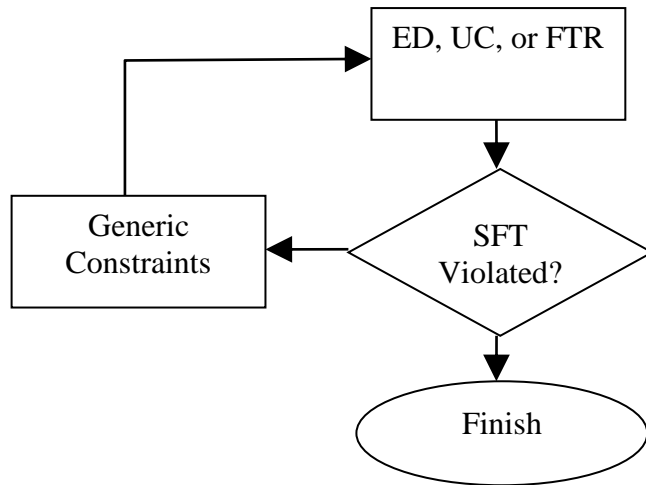 ED, UC, or FTR
Generic
Constraints
SFT
Violated?
Finish